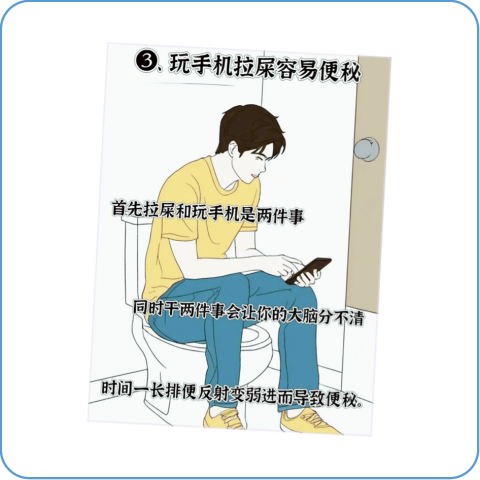 ❸、玩手机拉屎容易便秘
首先拉屎和玩手机是两件事
同时干两件事会让你的大脑分不清
时间一长排便反射变弱进而导致便秘。